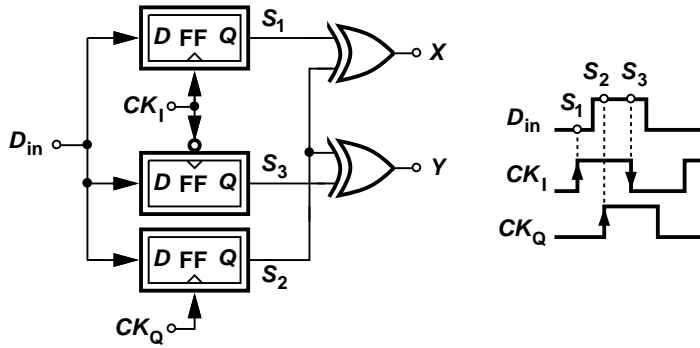 S1
D FF Q
X
CKI
Din
D FF Q
S3
Y
D FF Q
S2
CKQ
S2
S1 S3
Din
CKI
CKQ